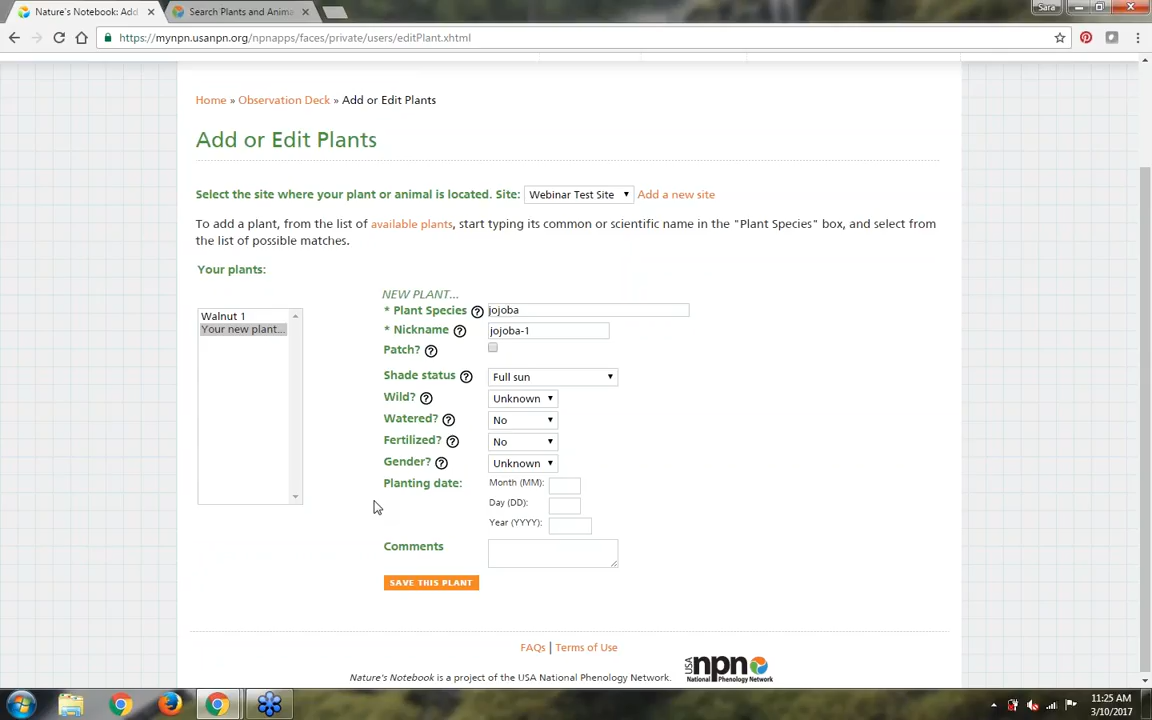 Nature's Notebook: Add
Search Plants and Anima
Sara
https://mynpn.usanpn.org/npnapps/faces/private/users/editPlant.xhtml
Home » Observation Deck » Add or Edit Plants
Add or Edit Plants
Select the site where your plant or animal is located. Site: Webinar Test Site Add a new site
To add a plant, from the list of available plants, start typing its common or scientific name in the "Plant Species" box, and select from
the list of possible matches.
Your plants:
Walnut 1
Your new plant...
NEW PLANT...
* Plant Species ? jojoba
* Nickname ? jojoba-1
Patch? ?
Shade status ? Full sun
Wild? ? Unknown
Watered? ? No
Fertilized? ? No
Gender? ? Unknown
Planting date: Month (MM):
Day (DD):
Year (YYYY):
Comments
SAVE THIS PLANT
FAQs | Terms of Use
Nature's Notebook is a project of the USA National Phenology Network.
USA npn
National Phenology Network
11:25 AM
3/10/2017